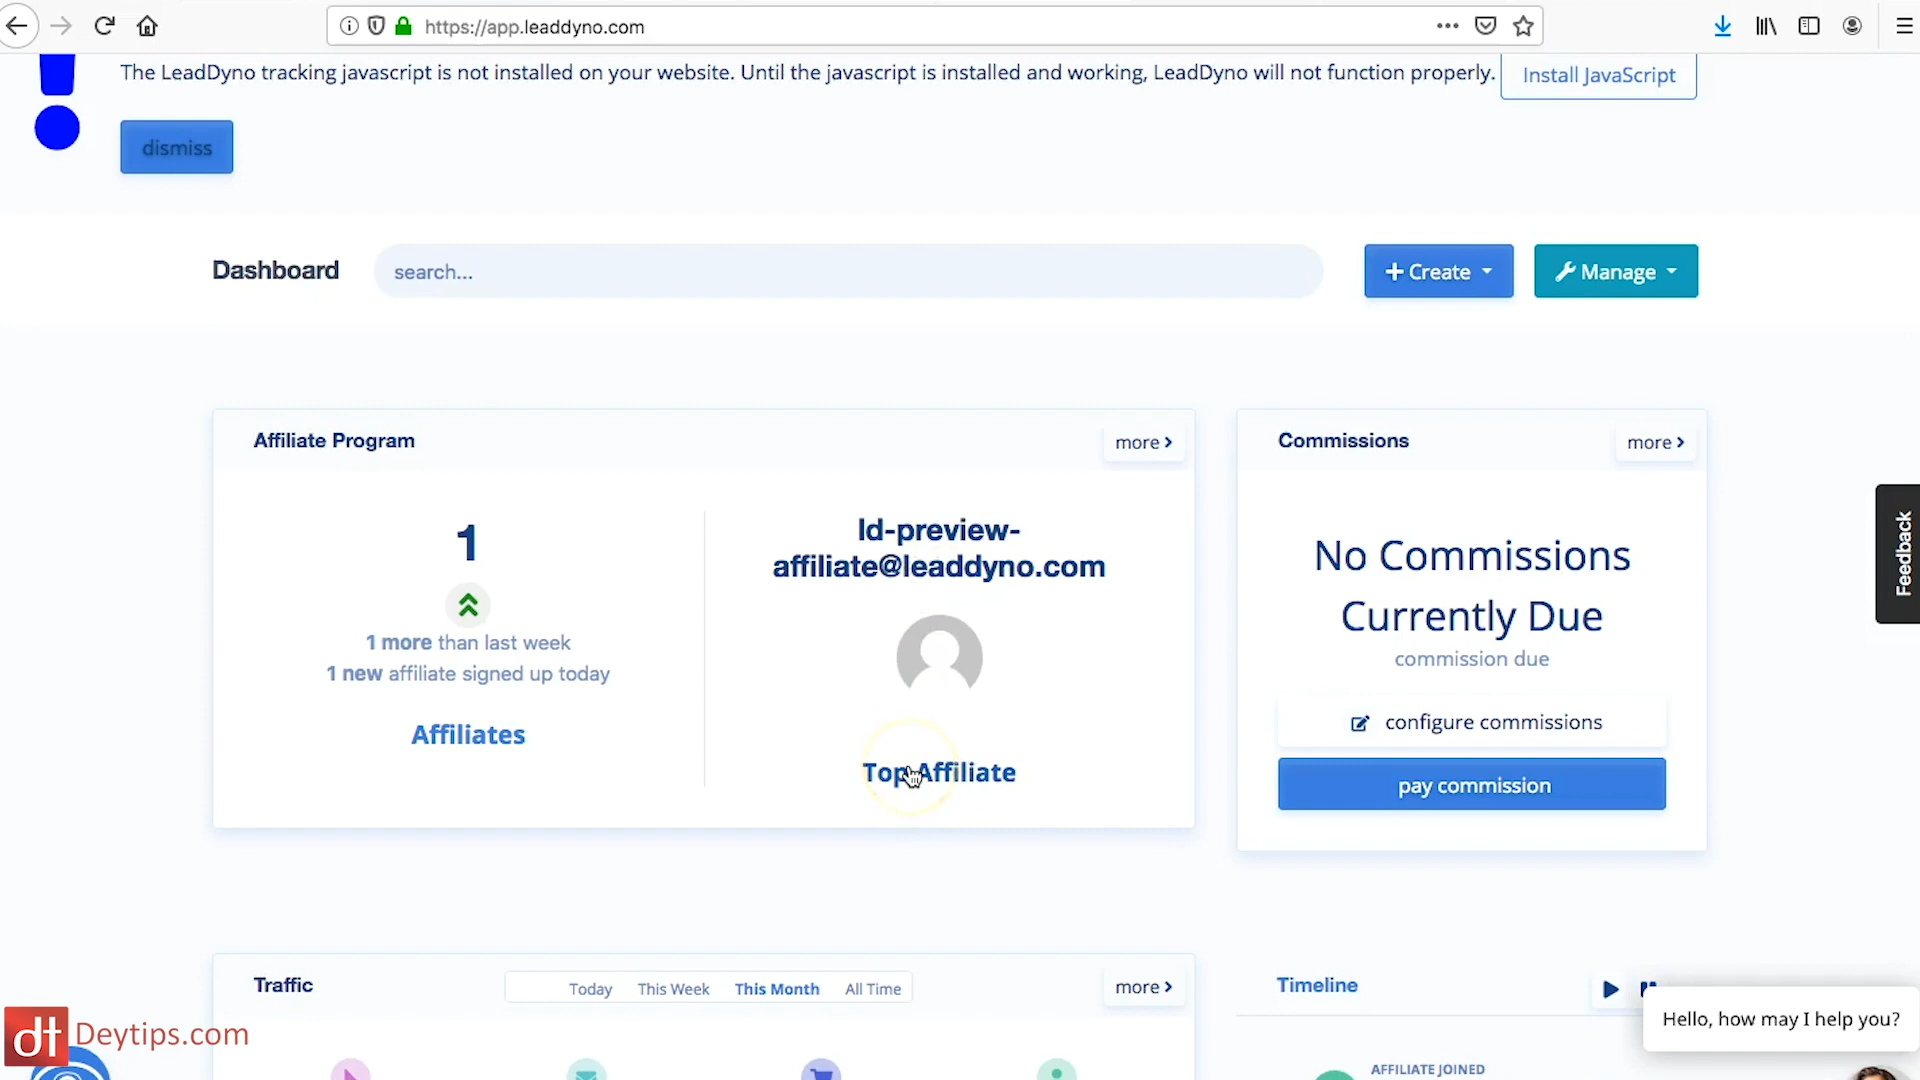 https://app.leaddyno.com
The LeadDyno tracking javascript is not installed on your website. Until the javascript is installed and working, LeadDyno will not function properly.
Install JavaScript
dismiss
Dashboard
search...
Create
Manage
Affiliate Program
more
1
1 more than last week
1 new affiliate signed up today
Affiliates
ld-preview-
affiliate@leaddyno.com
Top Affiliate
Commissions
more
No Commissions
Currently Due
commission due
configure commissions
pay commission
Feedback
Traffic
Today
This Week
This Month
All Time
more
Timeline
Hello, how may I help you?
AFFILIATE JOINED
dt Deytips.com